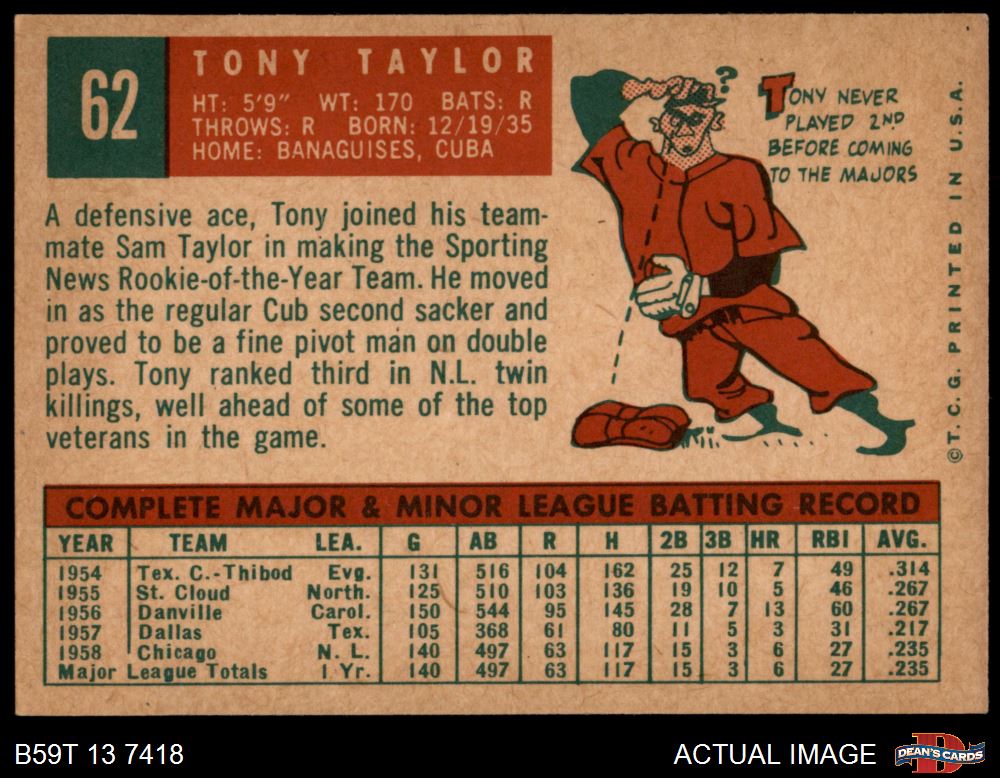 62
TONY TAYLOR
HT: 5'9" WT: 170 BATS: R
THROWS: R BORN: 12/19/35
HOME: BANAGUISES, CUBA
A defensive ace, Tony joined his team-
mate Sam Taylor in making the Sporting
News Rookie-of-the-Year Team. He moved
in as the regular Cub second sacker and
proved to be a fine pivot man on double
plays. Tony ranked third in N.L. twin
killings, well ahead of some of the top
veterans in the game.
?
TONY NEVER
PLAYED 2ND
BEFORE COMING
TO THE MAJORS
©T.C.G. PRINTED IN U.S.A.
COMPLETE MAJOR & MINOR LEAGUE BATTING RECORD
YEAR TEAM LEA. G AB R H 2B 3B HR RBI AVG.
1954 Tex. C.-Thibod Evg. 131 516 104 162 25 12 7 49 .314
1955 St. Cloud North. 125 510 103 136 19 10 5 46 .267
1956 Danville Carol. 150 544 95 145 28 7 13 60 .267
1957 Dallas Tex. 105 368 61 80 11 5 3 31 .217
1958 Chicago N. L. 140 497 63 117 15 3 6 27 .235
Major League Totals 1 Yr. 140 497 63 117 15 3 6 27 .235
B59T 13 7418
ACTUAL IMAGE
DEAN'S CARDS